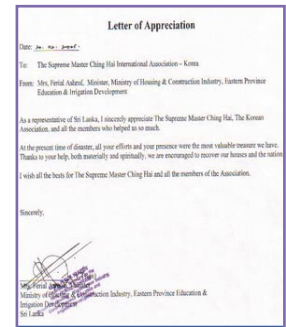 Letter of Appreciation
Date:
To: The Supreme Master Ching Hai International Association – Korea
From: Mrs. Ferial Ashraf, Minister, Ministry of Housing & Construction Industry, Eastern Province
Education & Irrigation Development
As a representative of Sri Lanka, I sincerely appreciate The Supreme Master Ching Hai, The Korean
Association, and all the members who helped us so much.
At the present time of disaster, all your efforts and your presence were the most valuable measure we have.
Thanks to your help, both materially and spiritually, we are encouraged to recover our houses and the nation
I wish all the bests for The Supreme Master Ching Hai and all the members of the Association.
Sincerely,
Mrs. Ferial Ashraf, Minister
Ministry of Housing & Construction Industry, Eastern Province Education &
Irrigation Development
Sri Lanka